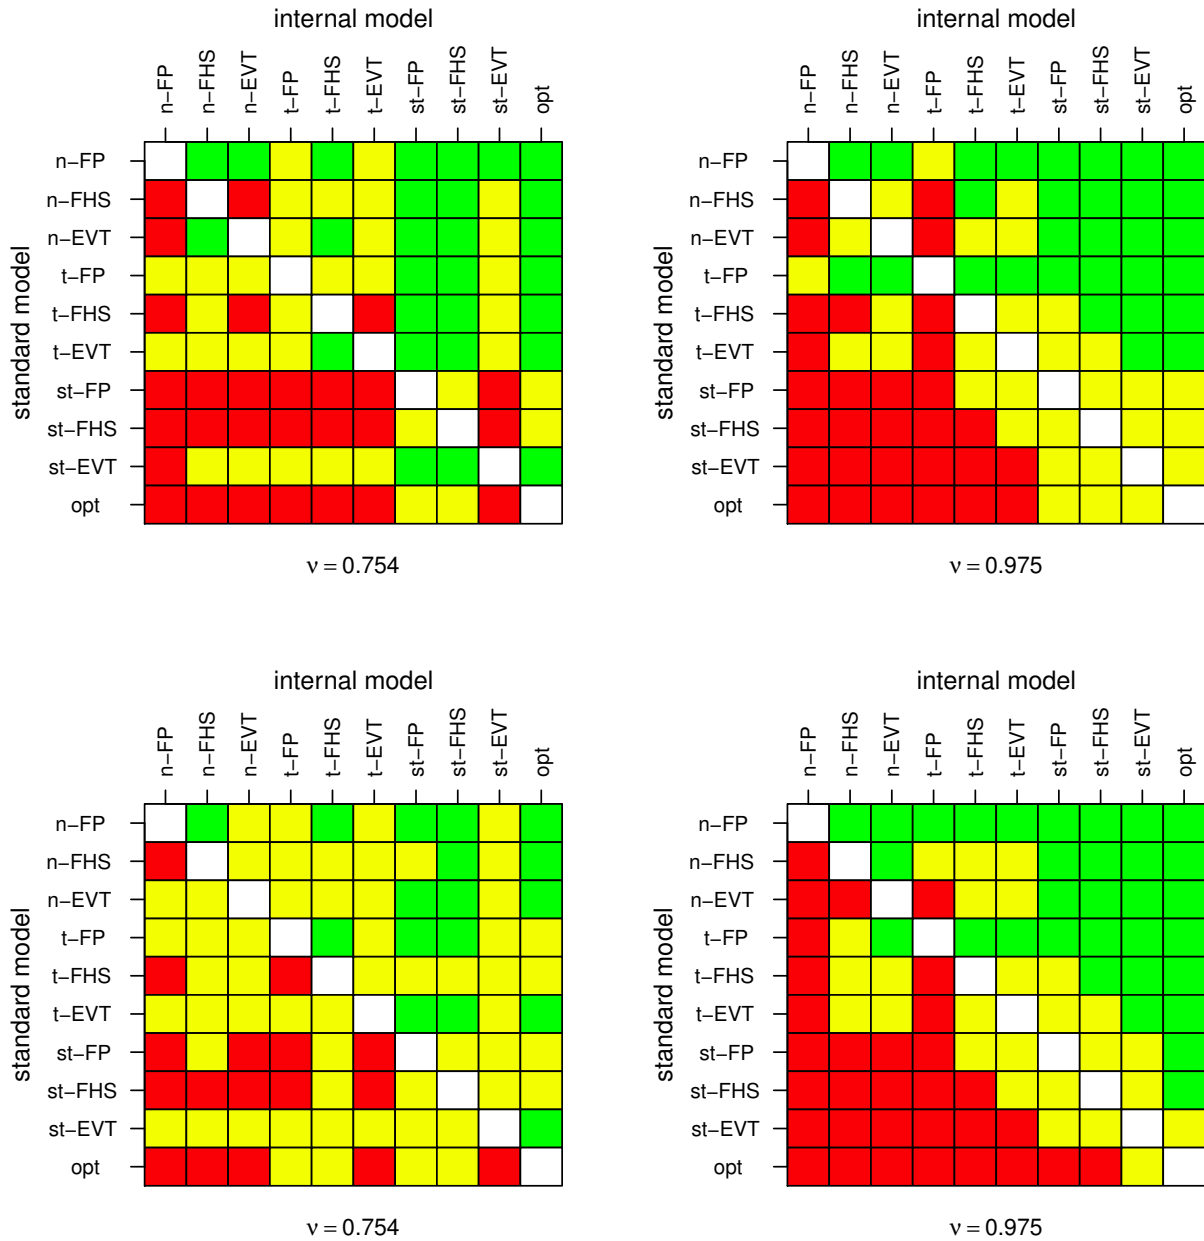 internal model
n−FP n−FHS n−EVT t−FP t−FHS t−EVT st−FP st−FHS st−EVT opt
standard model
n−FP
n−FHS
n−EVT
t−FP
t−FHS
t−EVT
st−FP
st−FHS
st−EVT
opt
ν = 0.754
internal model
n−FP n−FHS n−EVT t−FP t−FHS t−EVT st−FP st−FHS st−EVT opt
standard model
n−FP
n−FHS
n−EVT
t−FP
t−FHS
t−EVT
st−FP
st−FHS
st−EVT
opt
ν = 0.975
internal model
n−FP n−FHS n−EVT t−FP t−FHS t−EVT st−FP st−FHS st−EVT opt
standard model
n−FP
n−FHS
n−EVT
t−FP
t−FHS
t−EVT
st−FP
st−FHS
st−EVT
opt
ν = 0.754
internal model
n−FP n−FHS n−EVT t−FP t−FHS t−EVT st−FP st−FHS st−EVT opt
standard model
n−FP
n−FHS
n−EVT
t−FP
t−FHS
t−EVT
st−FP
st−FHS
st−EVT
opt
ν = 0.975